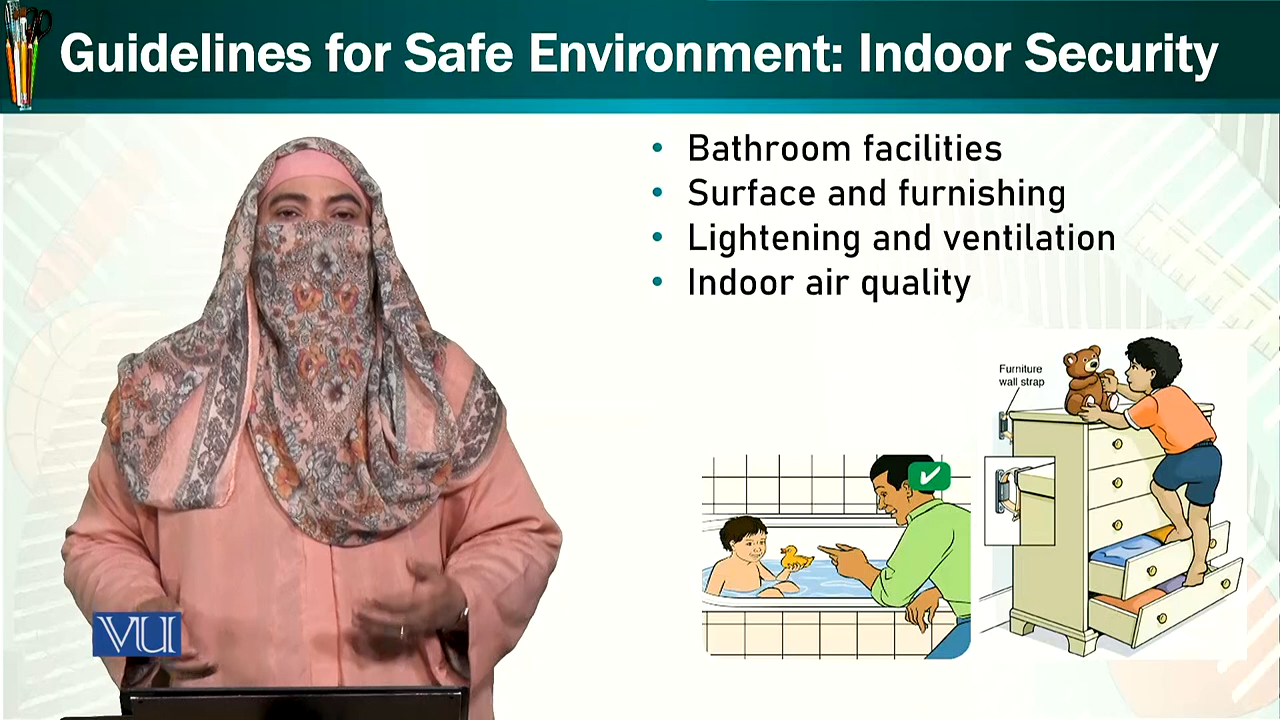 Guidelines for Safe Environment: Indoor Security
• Bathroom facilities
• Surface and furnishing
• Lightening and ventilation
• Indoor air quality
Furniture
wall strap
VU